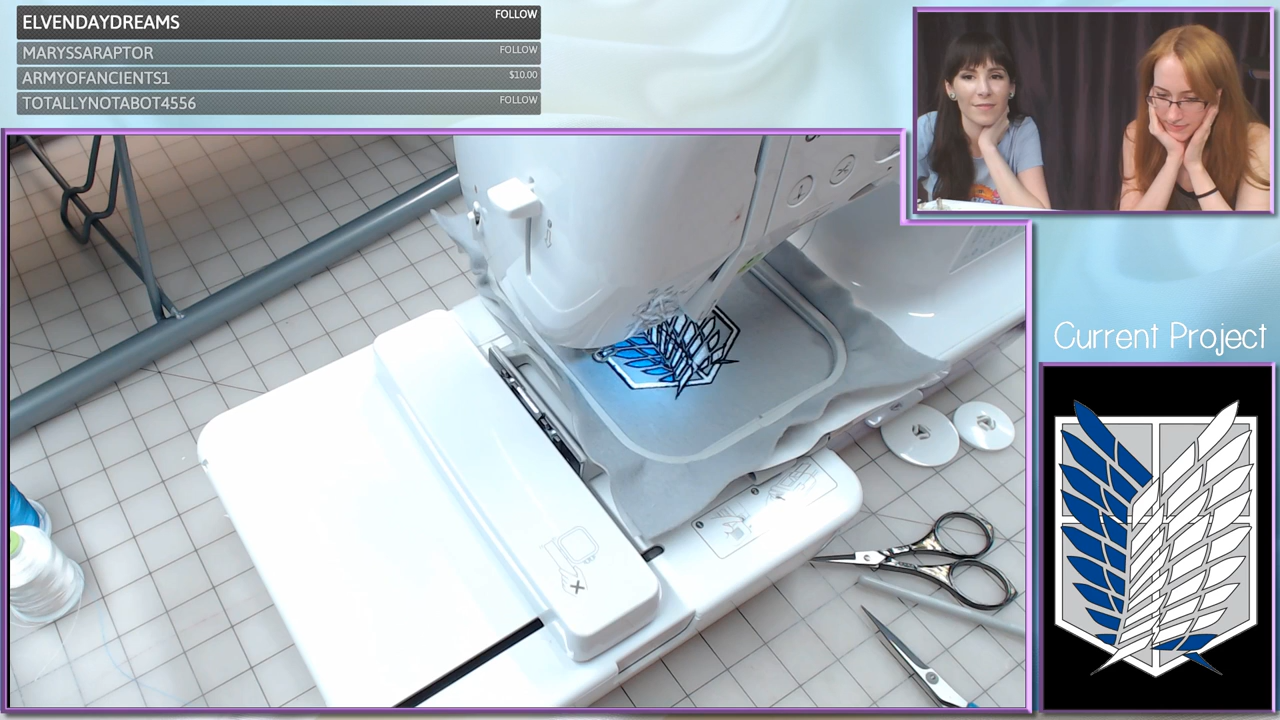 ELVENDAYDREAMS FOLLOW
MARYSSARAPTOR FOLLOW
ARMYOFANCIENTS1 $10.00
TOTALLYNOTABOT4556 FOLLOW
Current Project